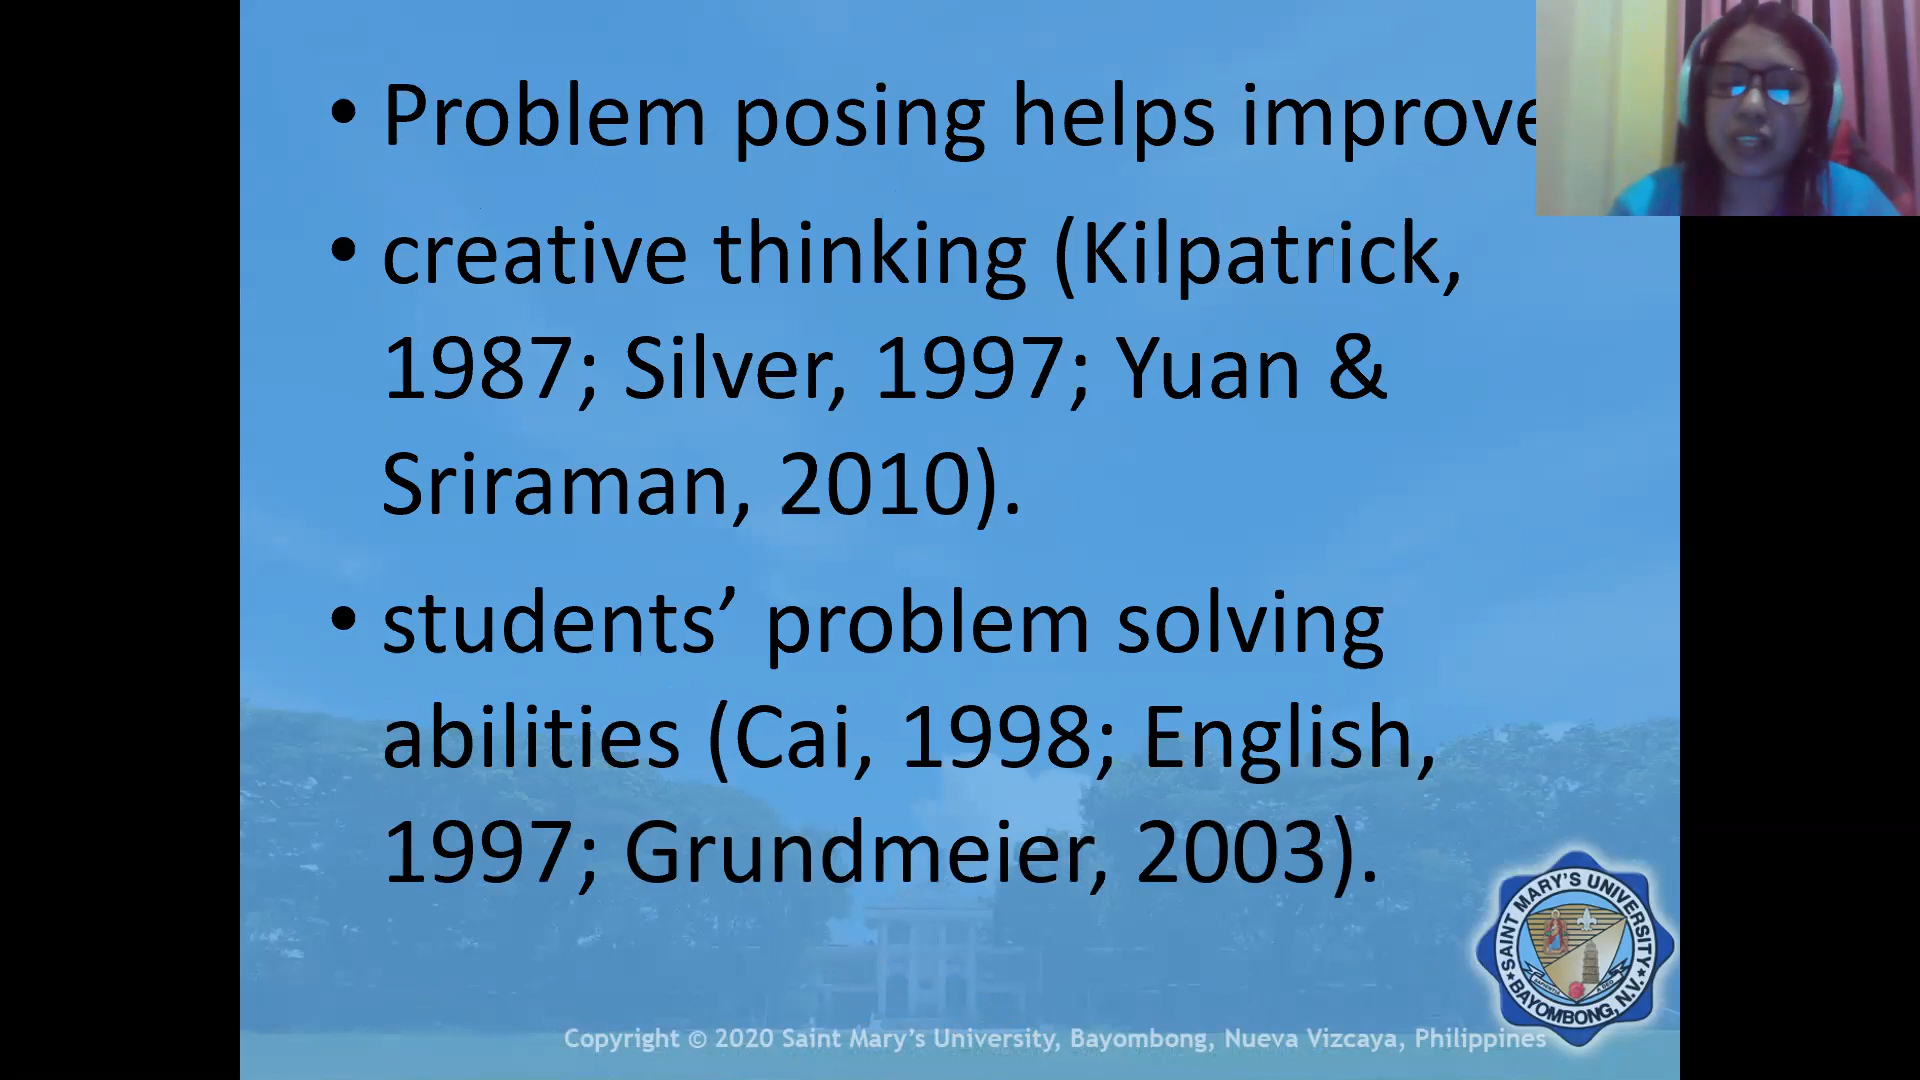 • Problem posing helps improve
• creative thinking (Kilpatrick,
1987; Silver, 1997; Yuan &
Sriraman, 2010).
• students’ problem solving
abilities (Cai, 1998; English,
1997; Grundmeier, 2003).
SAINT MARY'S UNIVERSITY
BAYOMBONG, N.V.
Copyright © 2020 Saint Mary’s University, Bayombong, Nueva Vizcaya, Philippines